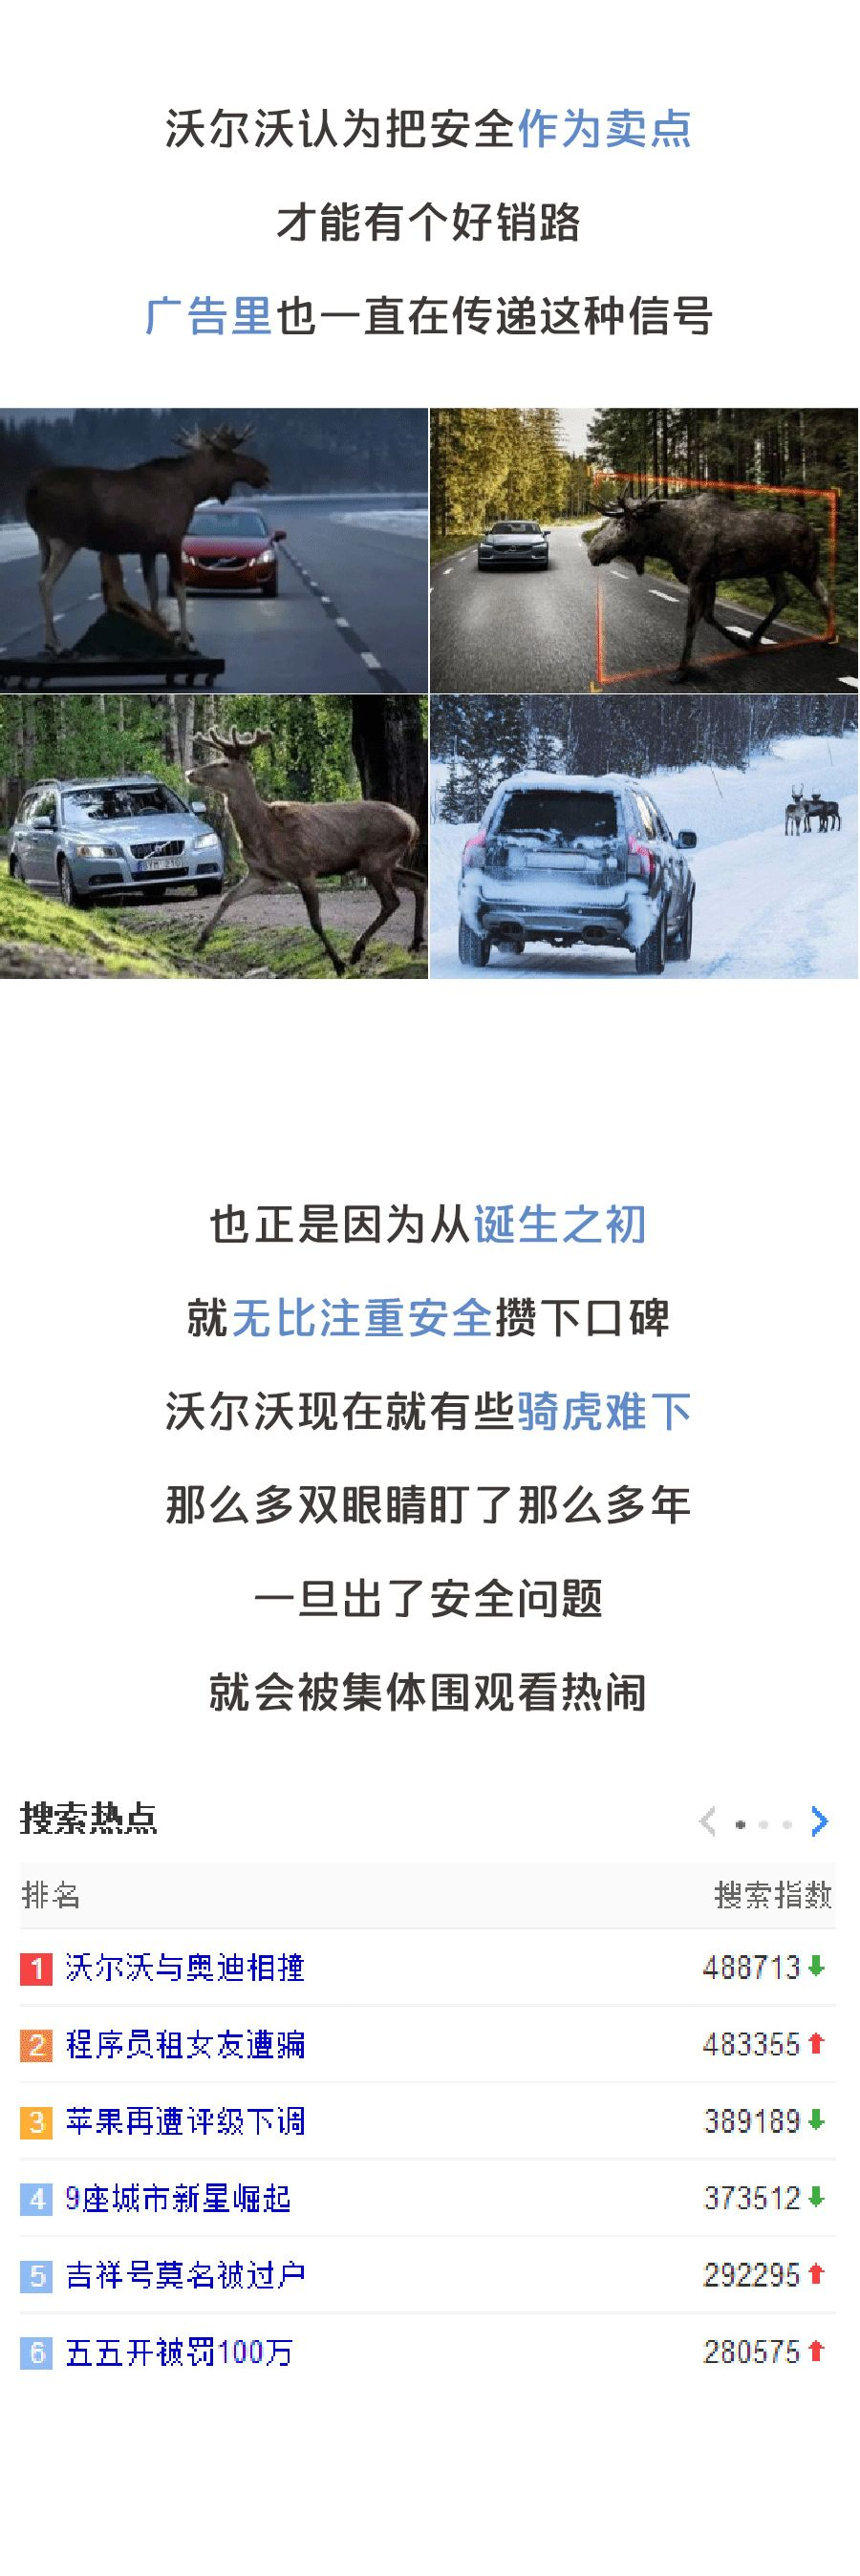 沃尔沃认为把安全作为卖点
才能有个好销路
广告里也一直在传递这种信号
也正是因为从诞生之初
就无比注重安全攒下口碑
沃尔沃现在就有些骑虎难下
那么多双眼睛盯了那么多年
一旦出了安全问题
就会被集体围观看热闹
搜索热点
排名 搜索指数
1 沃尔沃与奥迪相撞 488713
2 程序员租女友遭骗 483355
3 苹果再遭评级下调 389189
4 9座城市新星崛起 373512
5 吉祥号莫名被过户 292295
6 五五开被罚100万 280575